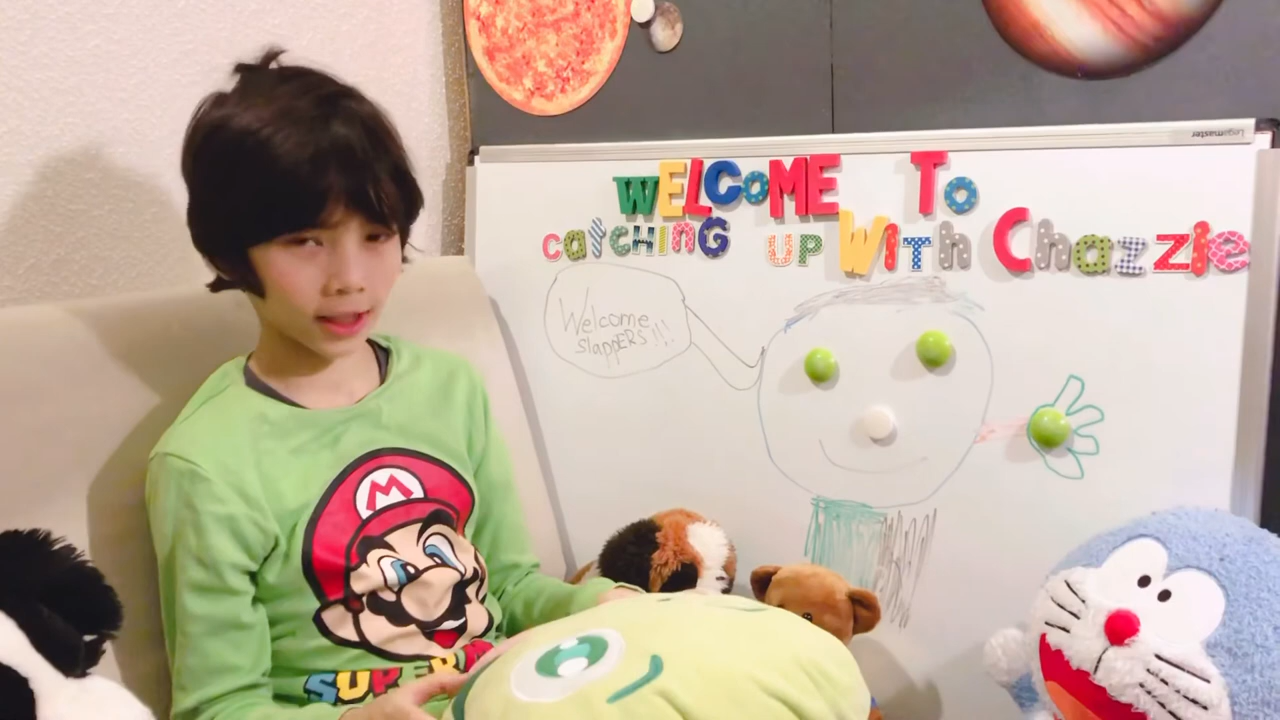 Legamaster
WELCOME TO
CatCHING UP WITh Chazzie
Welcome
slappERS!!!
M
SUPER